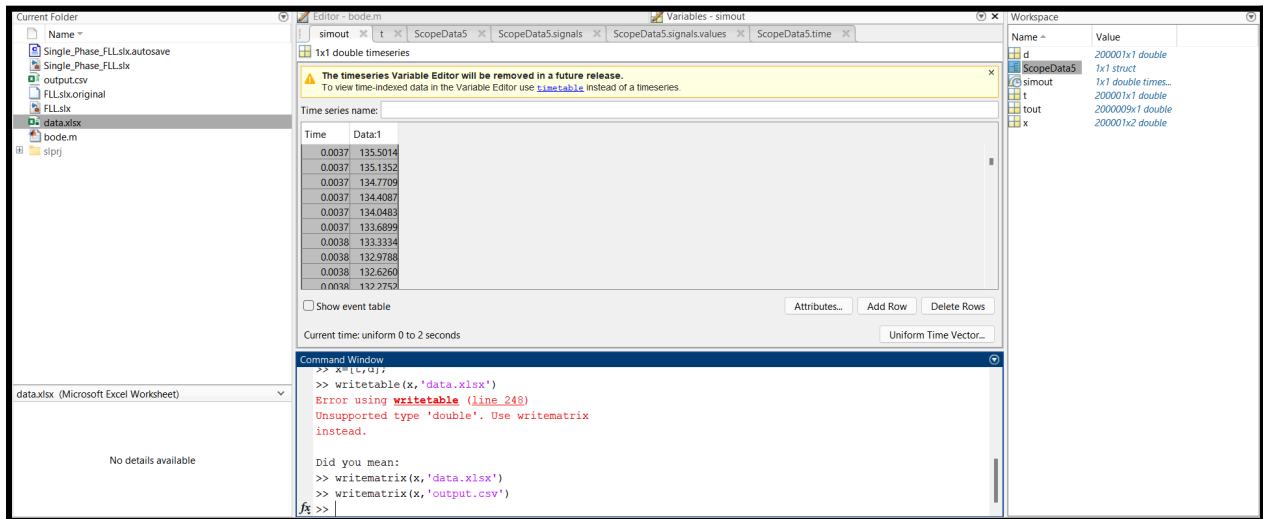 Current Folder
Name
Single_Phase_FLL.slx.autosave
Single_Phase_FLL.slx
output.csv
FLL.slx.original
FLL.slx
data.xlsx
bode.m
slprj
data.xlsx (Microsoft Excel Worksheet)
No details available
Editor - bode.m
Variables - simout
simout t ScopeData5 ScopeData5.signals ScopeData5.signals.values ScopeData5.time
1x1 double timeseries
The timeseries Variable Editor will be removed in a future release.
To view time-indexed data in the Variable Editor use timetable instead of a timeseries.
Time series name:
Time Data:1
0.0037 135.5014
0.0037 135.1352
0.0037 134.7709
0.0037 134.4087
0.0037 134.0483
0.0037 133.6899
0.0038 133.3334
0.0038 132.9788
0.0038 132.6260
0.0038 132.2752
Show event table
Attributes... Add Row Delete Rows
Current time: uniform 0 to 2 seconds
Uniform Time Vector...
Command Window
>> x=[t,d];
>> writetable(x,'data.xlsx')
Error using writetable (line 248)
Unsupported type 'double'. Use writematrix
instead.
Did you mean:
>> writematrix(x,'data.xlsx')
>> writematrix(x,'output.csv')
fx >>
Workspace
Name Value
d 200001x1 double
ScopeData5 1x1 struct
simout 1x1 double times...
t 200001x1 double
tout 2000009x1 double
x 200001x2 double